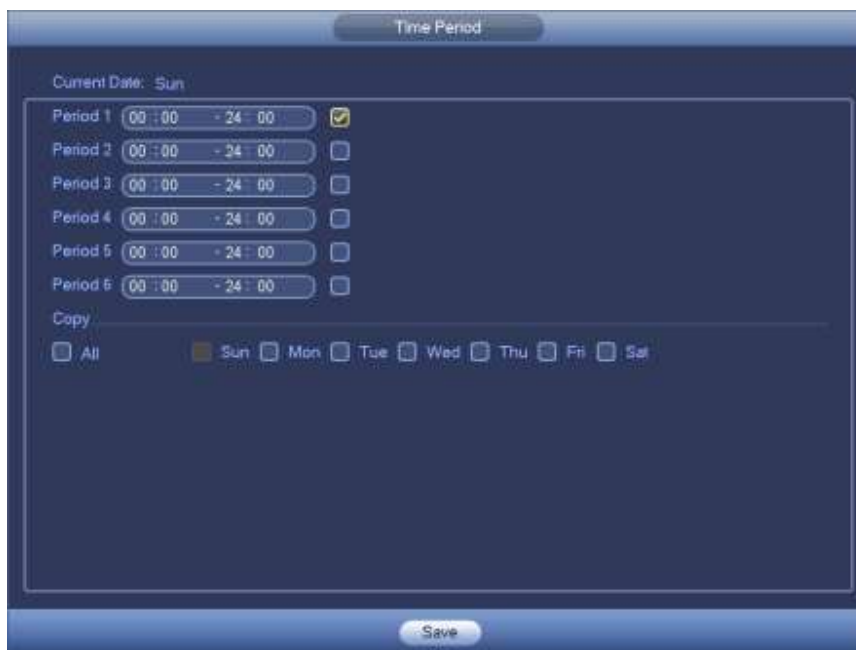 Time Period
Current Date: Sun
Period 1 00 : 00 - 24 : 00
Period 2 00 : 00 - 24 : 00
Period 3 00 : 00 - 24 : 00
Period 4 00 : 00 - 24 : 00
Period 5 00 : 00 - 24 : 00
Period 6 00 : 00 - 24 : 00
Copy
All Sun Mon Tue Wed Thu Fri Sat
Save